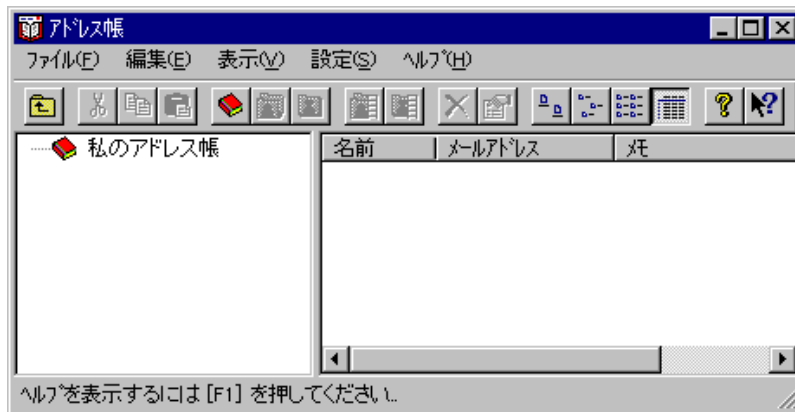 アドレス帳
ファイル(F) 編集(E) 表示(V) 設定(S) ヘルプ(H)
私のアドレス帳
名前 メールアドレス メモ
ヘルプを表示するには [F1] を押してください。